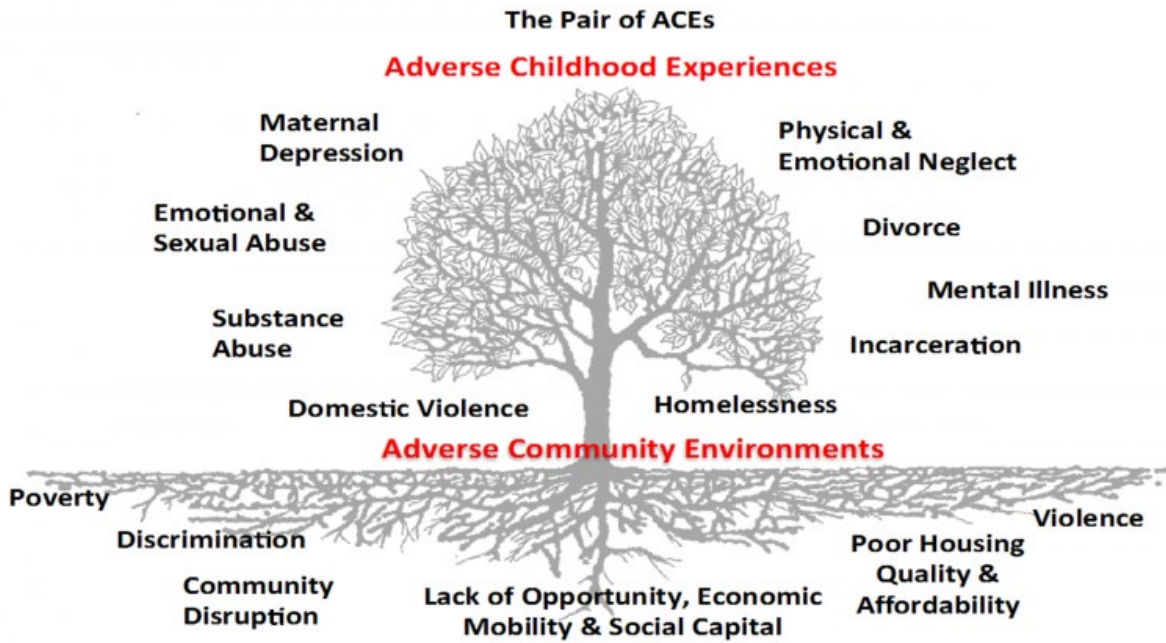 The Pair of ACEs
Adverse Childhood Experiences
Maternal
Depression
Physical &
Emotional Neglect
Emotional &
Sexual Abuse
Divorce
Mental Illness
Substance
Abuse
Incarceration
Domestic Violence
Homelessness
Adverse Community Environments
Poverty
Violence
Discrimination
Poor Housing
Quality &
Affordability
Community
Disruption
Lack of Opportunity, Economic
Mobility & Social Capital